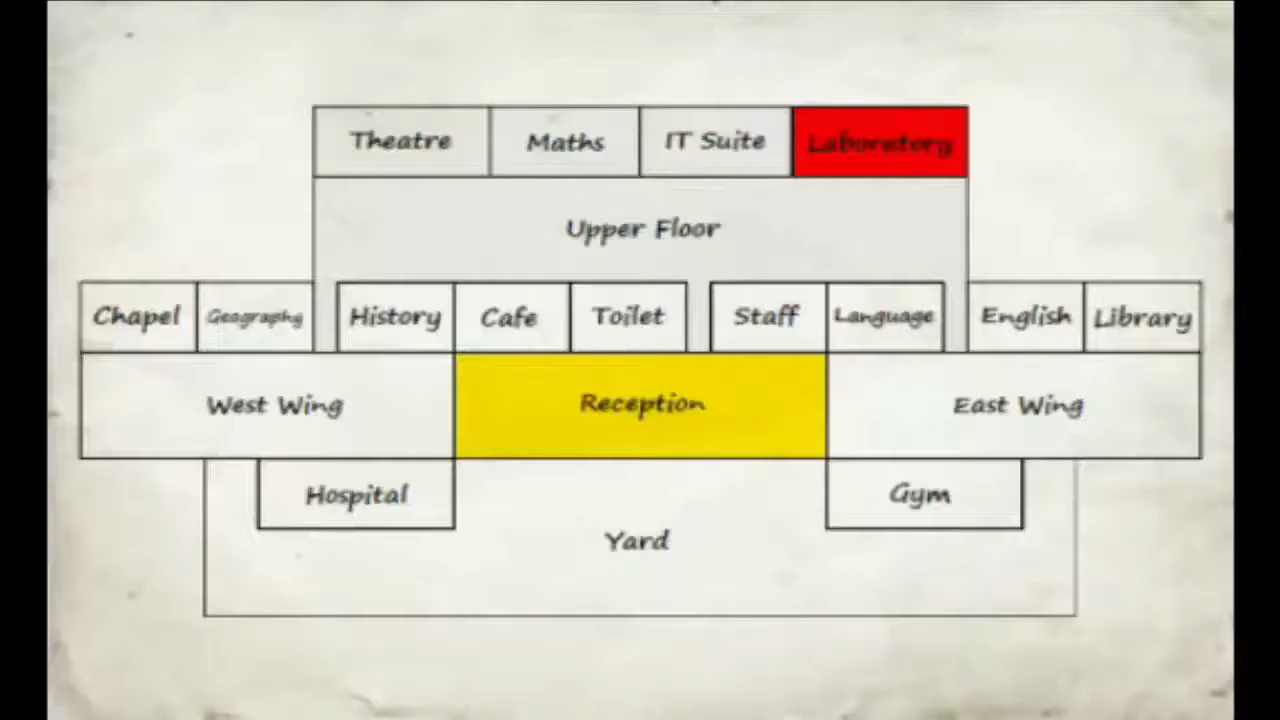 Theatre Maths IT Suite Laboratory
Upper Floor
Chapel Geography History Cafe Toilet Staff Language English Library
West Wing Reception East Wing
Hospital Gym
Yard